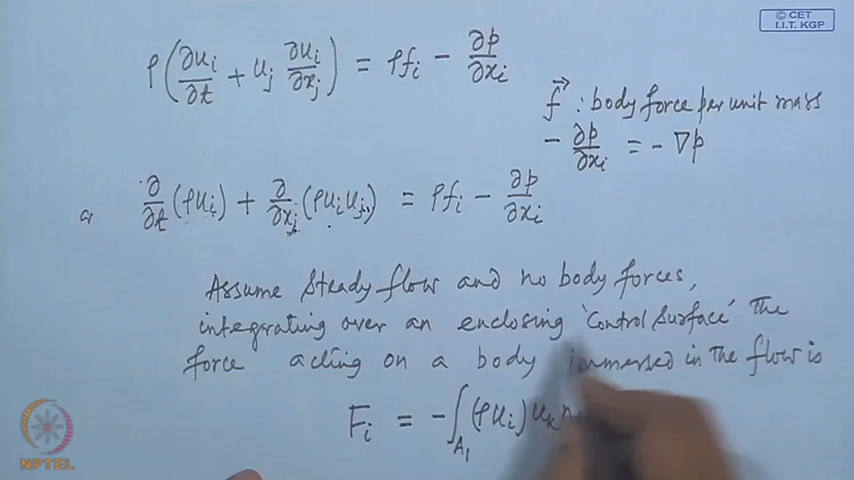 © CET
I.I.T. KGP
ρ(∂uᵢ/∂t + uⱼ ∂uᵢ/∂xⱼ) = ρfᵢ − ∂p/∂xᵢ
f⃗ : body force per unit mass
− ∂p/∂xᵢ = − ∇p
a, ∂/∂t (ρuᵢ) + ∂/∂xⱼ (ρuᵢuⱼ) = ρfᵢ − ∂p/∂xᵢ
Assume Steady flow and no body forces,
integrating over an enclosing 'Control Surface' the
force acting on a body immersed in the flow is
Fᵢ = − ∫_A₁ (ρuᵢ) uₖ n
NPTEL